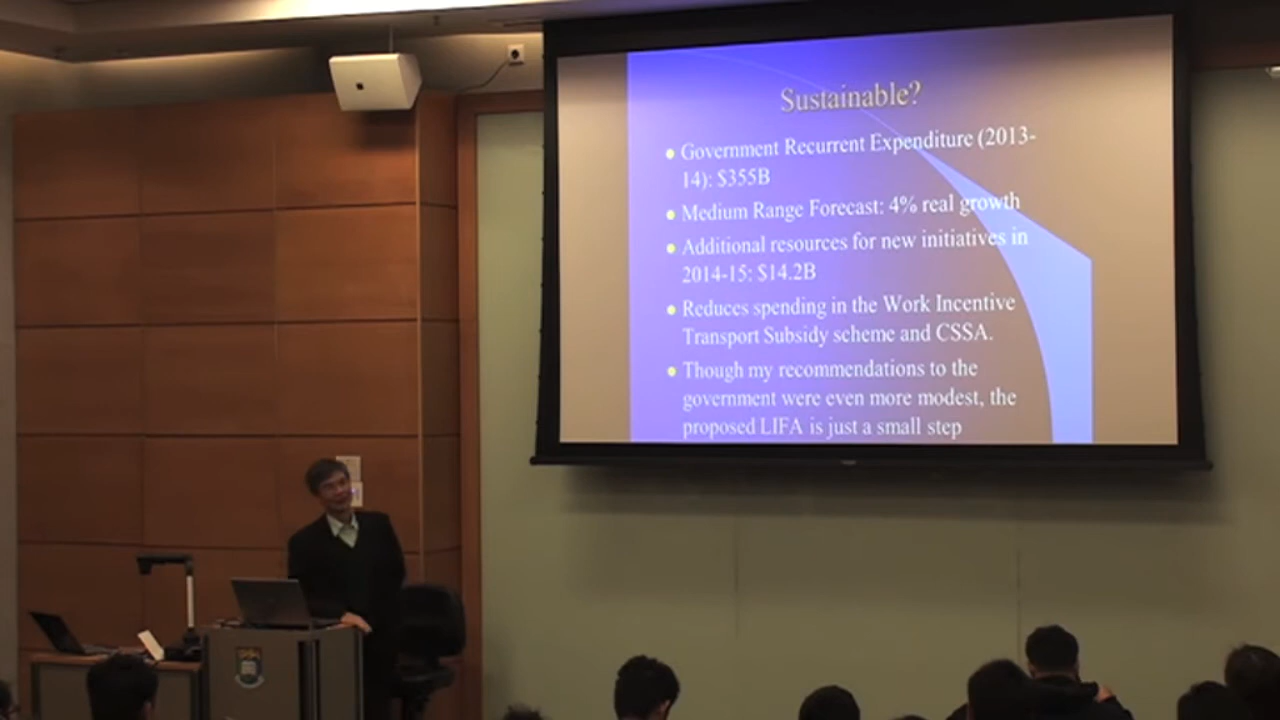 Sustainable?
● Government Recurrent Expenditure (2013-
14): $355B
● Medium Range Forecast: 4% real growth
● Additional resources for new initiatives in
2014-15: $14.2B
● Reduces spending in the Work Incentive
Transport Subsidy scheme and CSSA.
● Though my recommendations to the
government were even more modest, the
proposed LIFA is just a small step